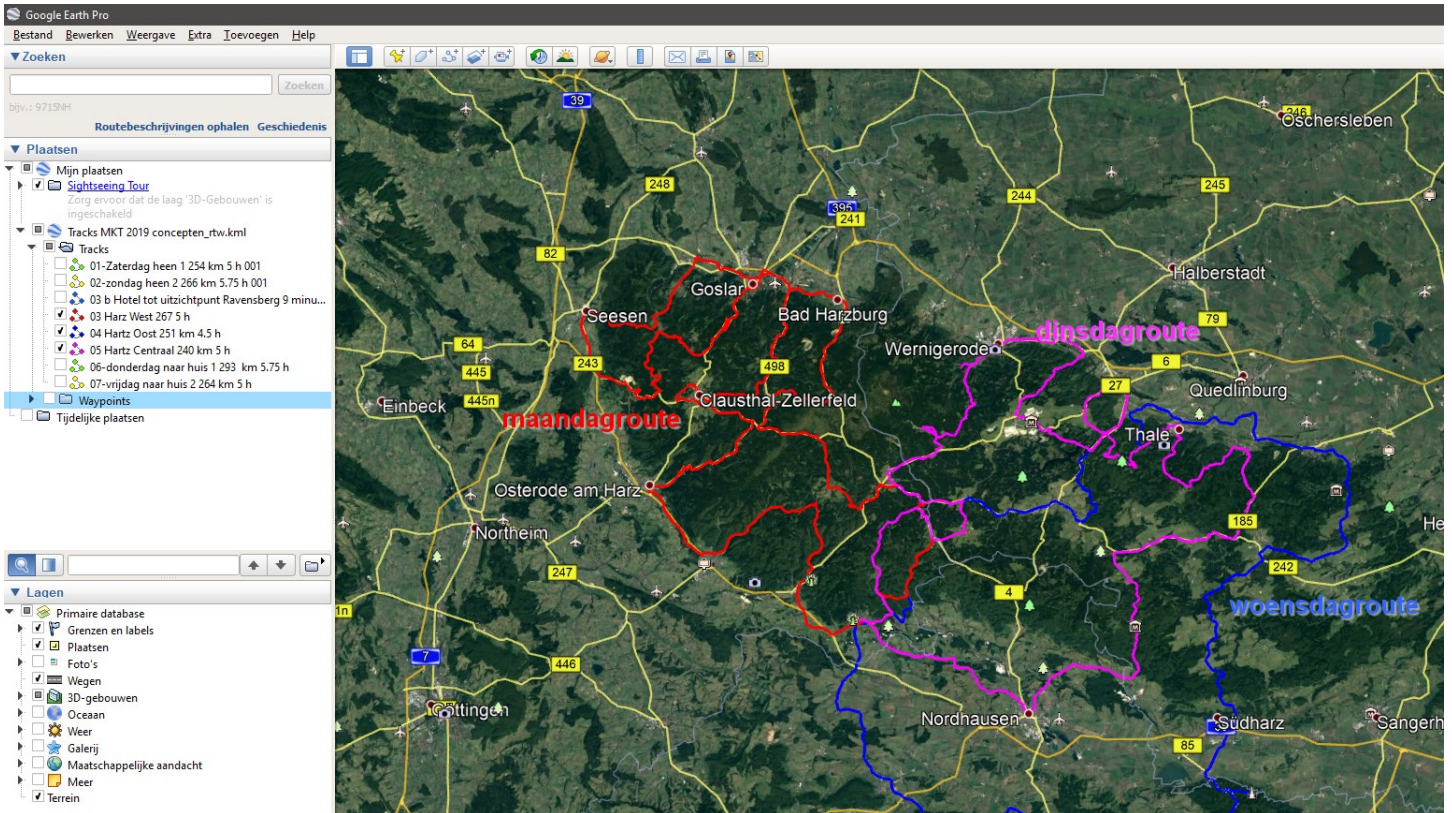 Google Earth Pro
Bestand Bewerken Weergave Extra Toevoegen Help
Zoeken
Zoeken
bijv.: 9715NH
Routebeschrijvingen ophalen Geschiedenis
Plaatsen
Mijn plaatsen
Sightseeing Tour
Zorg ervoor dat de laag '3D-Gebouwen' is
ingeschakeld
Tracks MKT 2019 concepten_rtw.kml
Tracks
01-Zaterdag heen 1 254 km 5 h 001
02-zondag heen 2 266 km 5.75 h 001
03 b Hotel tot uitzichtpunt Ravensberg 9 minu...
03 Harz West 267 5 h
04 Hartz Oost 251 km 4.5 h
05 Hartz Centraal 240 km 5 h
06-donderdag naar huis 1 293 km 5.75 h
07-vrijdag naar huis 2 264 km 5 h
Waypoints
Tijdelijke plaatsen
Lagen
Primaire database
Grenzen en labels
Plaatsen
Foto's
Wegen
3D-gebouwen
Oceaan
Weer
Galerij
Maatschappelijke aandacht
Meer
Terrein
39
246
Oschersleben
248
244
245
395
241
82
Halberstadt
Goslar
Seesen
Bad Harzburg
79
dinsdagroute
64
243
Wernigerode
6
445
498
27
Quedlinburg
Einbeck
445n
Clausthal-Zellerfeld
maandagroute
Thale
Osterode am Harz
185
He
Northeim
247
242
4
1n
woensdagroute
7
446
Göttingen
Nordhausen
Südharz
Sangerh
85